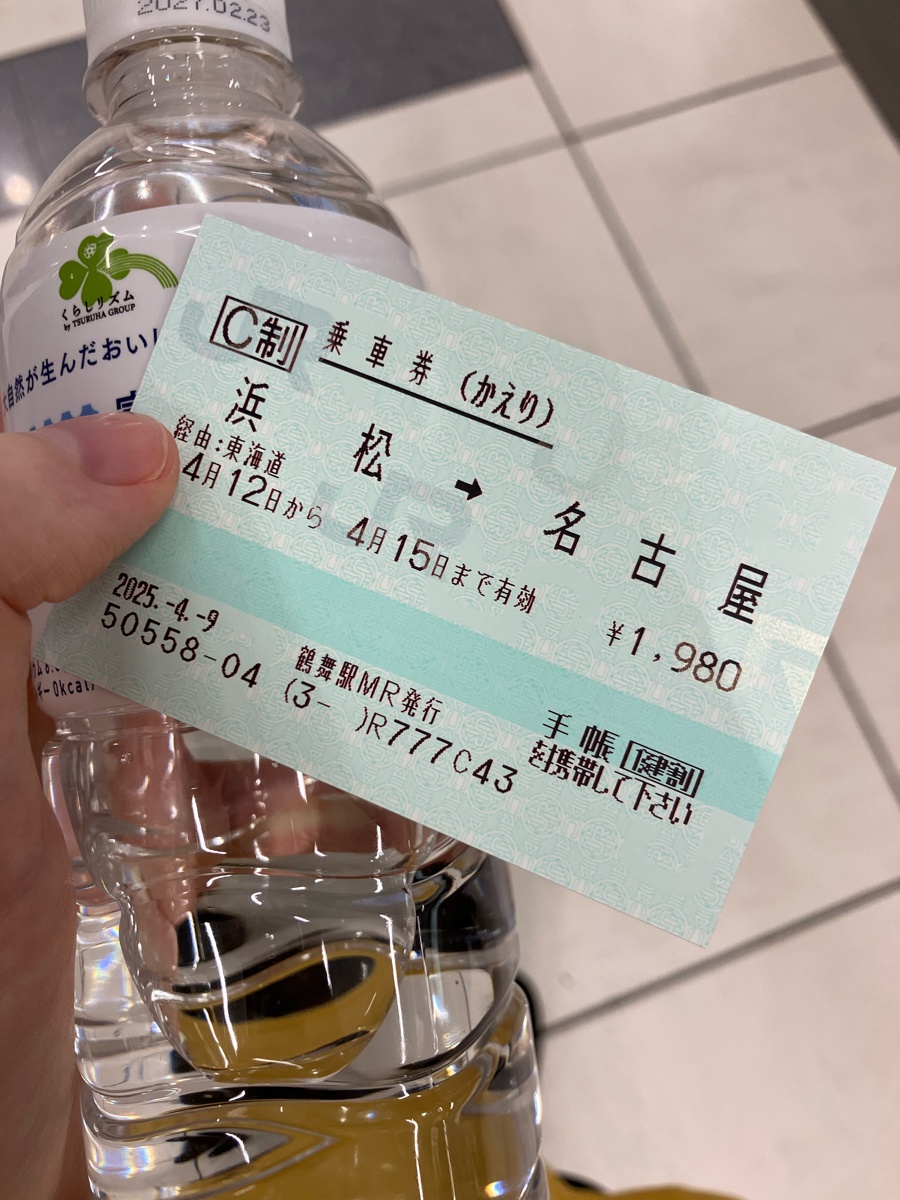 2027.02.23
くらしリズム
by TSURUHA GROUP
大自然が生んだおいし
C制 乗車券 (かえり)
浜松 → 名古屋
経由:東海道
4月12日から 4月15日まで有効
¥1,980
2025.-4.-9
50558-04
鶴舞駅MR発行
(3- )R777C43
手帳 健割
を携帯して下さい
0kcal